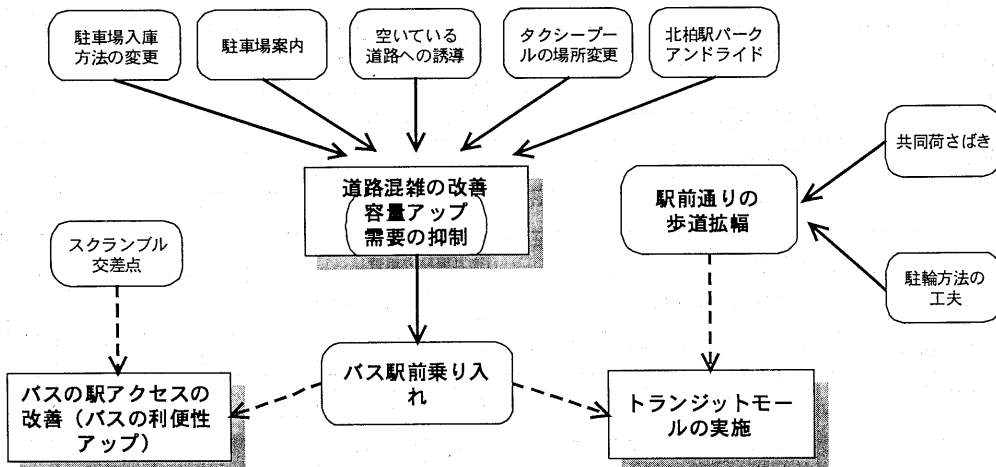 駐車場入庫
方法の変更
駐車場案内
空いている
道路への誘導
タクシープー
ルの場所変更
北柏駅パーク
アンドライド
共同荷さばき
道路混雑の改善
容量アップ
需要の抑制
駅前通りの
歩道拡幅
スクランブル
交差点
駐輪方法の
工夫
バス駅前乗り入
れ
バスの駅アクセスの
改善（バスの利便性
アップ）
トランジットモー
ルの実施